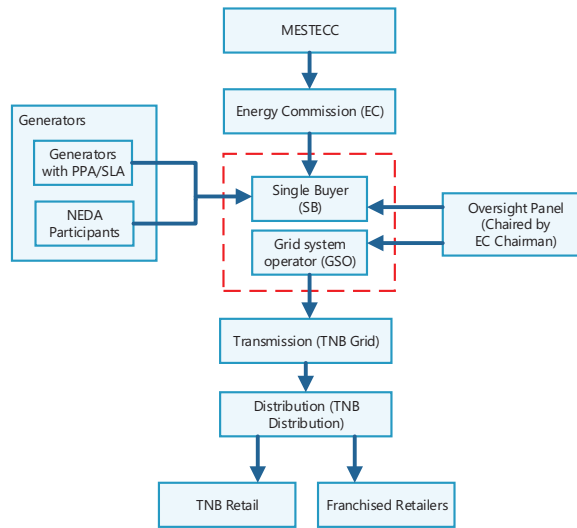 MESTECC
Energy Commission (EC)
Generators
Generators
with PPA/SLA
NEDA
Participants
Single Buyer
(SB)
Grid system
operator (GSO)
Oversight Panel
(Chaired by
EC Chairman)
Transmission (TNB Grid)
Distribution (TNB
Distribution)
TNB Retail
Franchised Retailers